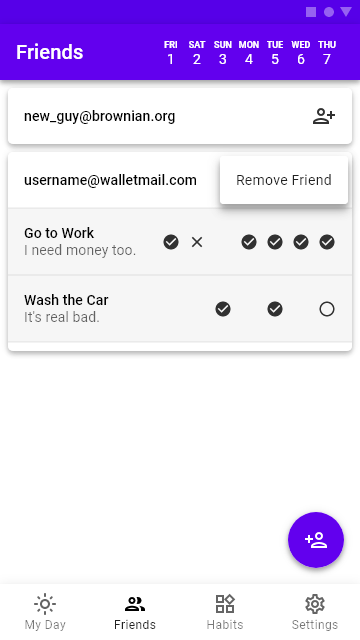 Friends
FRI SAT SUN MON TUE WED THU
1 2 3 4 5 6 7
new_guy@brownian.org
username@walletmail.com
Remove Friend
Go to Work
I need money too.
Wash the Car
It's real bad.
My Day Friends Habits Settings